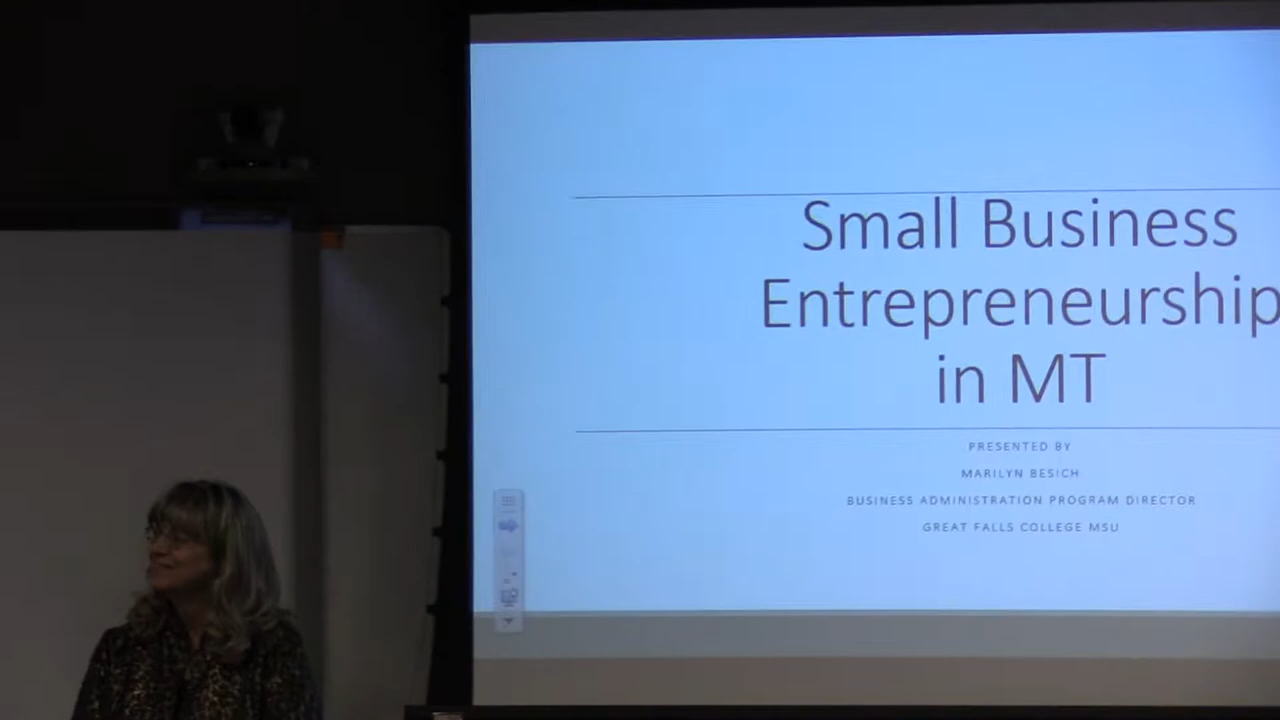 Small Business
Entrepreneurship
in MT
PRESENTED BY
MARILYN BESICH
BUSINESS ADMINISTRATION PROGRAM DIRECTOR
GREAT FALLS COLLEGE MSU